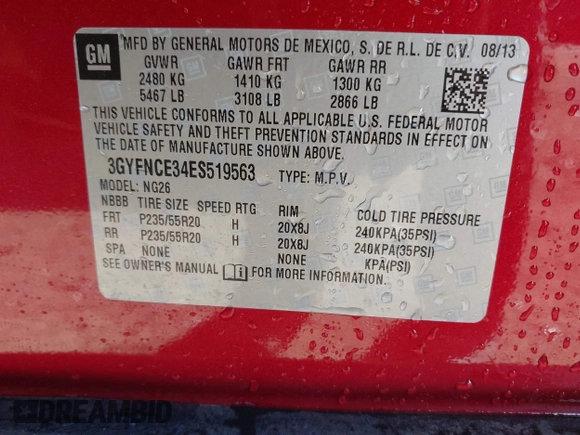 GM
MFD BY GENERAL MOTORS DE MEXICO, S. DE R.L. DE C.V. 08/13
GVWR GAWR FRT GAWR RR
2480 KG 1410 KG 1300 KG
5467 LB 3108 LB 2866 LB
THIS VEHICLE CONFORMS TO ALL APPLICABLE U.S. FEDERAL MOTOR
VEHICLE SAFETY AND THEFT PREVENTION STANDARDS IN EFFECT ON
THE DATE OF MANUFACTURE SHOWN ABOVE.
3GYFNCE34ES519563 TYPE: M.P.V.
MODEL: NG26
NBBB TIRE SIZE SPEED RTG RIM COLD TIRE PRESSURE
FRT P235/55R20 H 20X8J 240KPA(35PSI)
RR P235/55R20 H 20X8J 240KPA(35PSI)
SPA NONE NONE KPA(PSI)
SEE OWNER'S MANUAL FOR MORE INFORMATION.
DREAMBID